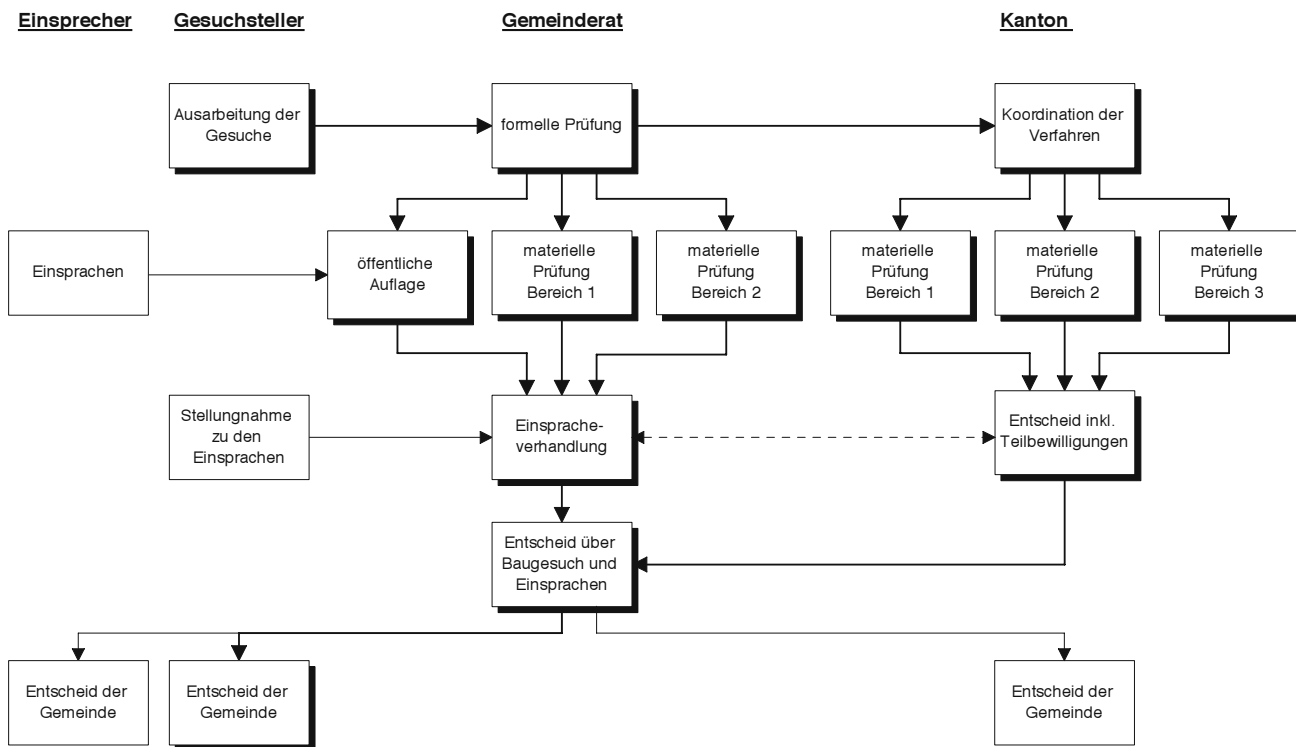 Einsprecher
Gesuchsteller
Gemeinderat
Kanton
Ausarbeitung der
Gesuche
formelle Prüfung
Koordination der
Verfahren
Einsprachen
öffentliche
Auflage
materielle
Prüfung
Bereich 1
materielle
Prüfung
Bereich 2
materielle
Prüfung
Bereich 1
materielle
Prüfung
Bereich 2
materielle
Prüfung
Bereich 3
Stellungnahme
zu den
Einsprachen
Einsprache-
verhandlung
Entscheid inkl.
Teilbewilligungen
Entscheid über
Baugesuch und
Einsprachen
Entscheid der
Gemeinde
Entscheid der
Gemeinde
Entscheid der
Gemeinde